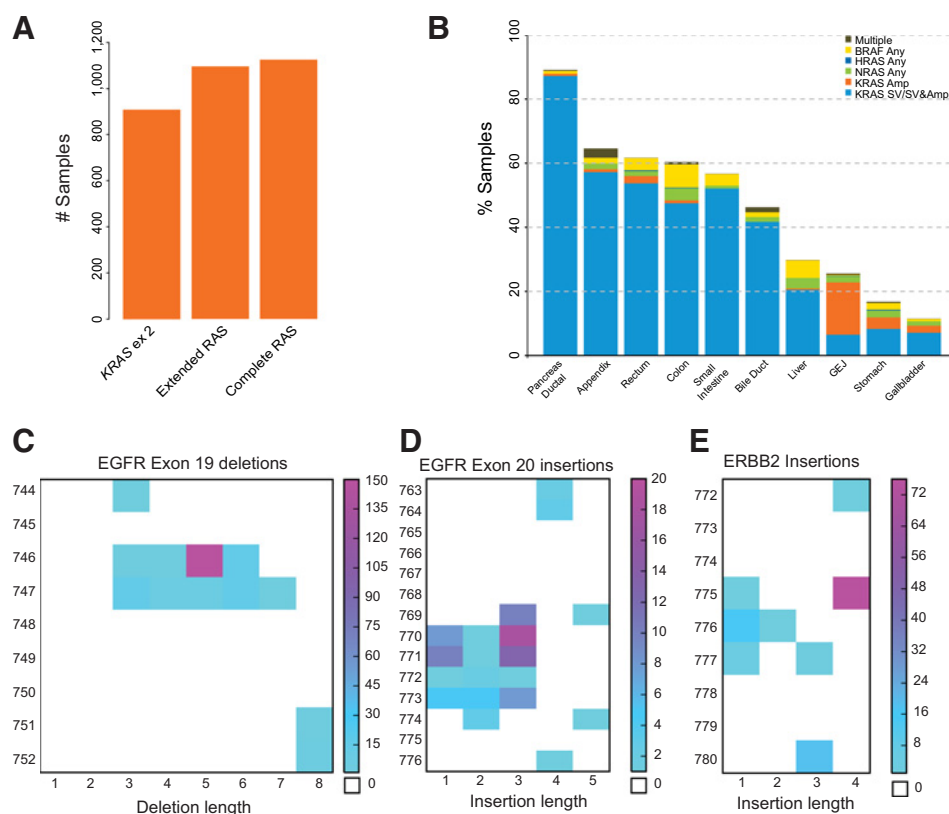 A
1,200
1,000
800
600
400
200
0
# Samples
KRAS ex 2
Extended RAS
Complete RAS
B
100
80
60
40
20
0
% Samples
Multiple
BRAF Any
HRAS Any
NRAS Any
KRAS Amp
KRAS SV/SV&Amp
Pancreas
Ductal
Appendix
Rectum
Colon
Small
Intestine
Bile Duct
Liver
GEJ
Stomach
Gallbladder
C
EGFR Exon 19 deletions
744
745
746
747
748
749
750
751
752
1 2 3 4 5 6 7 8
Deletion length
150
135
120
105
90
75
60
45
30
15
0
D
EGFR Exon 20 insertions
763
764
765
766
767
768
769
770
771
772
773
774
775
776
1 2 3 4 5
Insertion length
20
18
16
14
12
10
8
6
4
2
1
0
E
ERBB2 Insertions
772
773
774
775
776
777
778
779
780
1 2 3 4
Insertion length
72
64
56
48
40
32
24
16
8
0